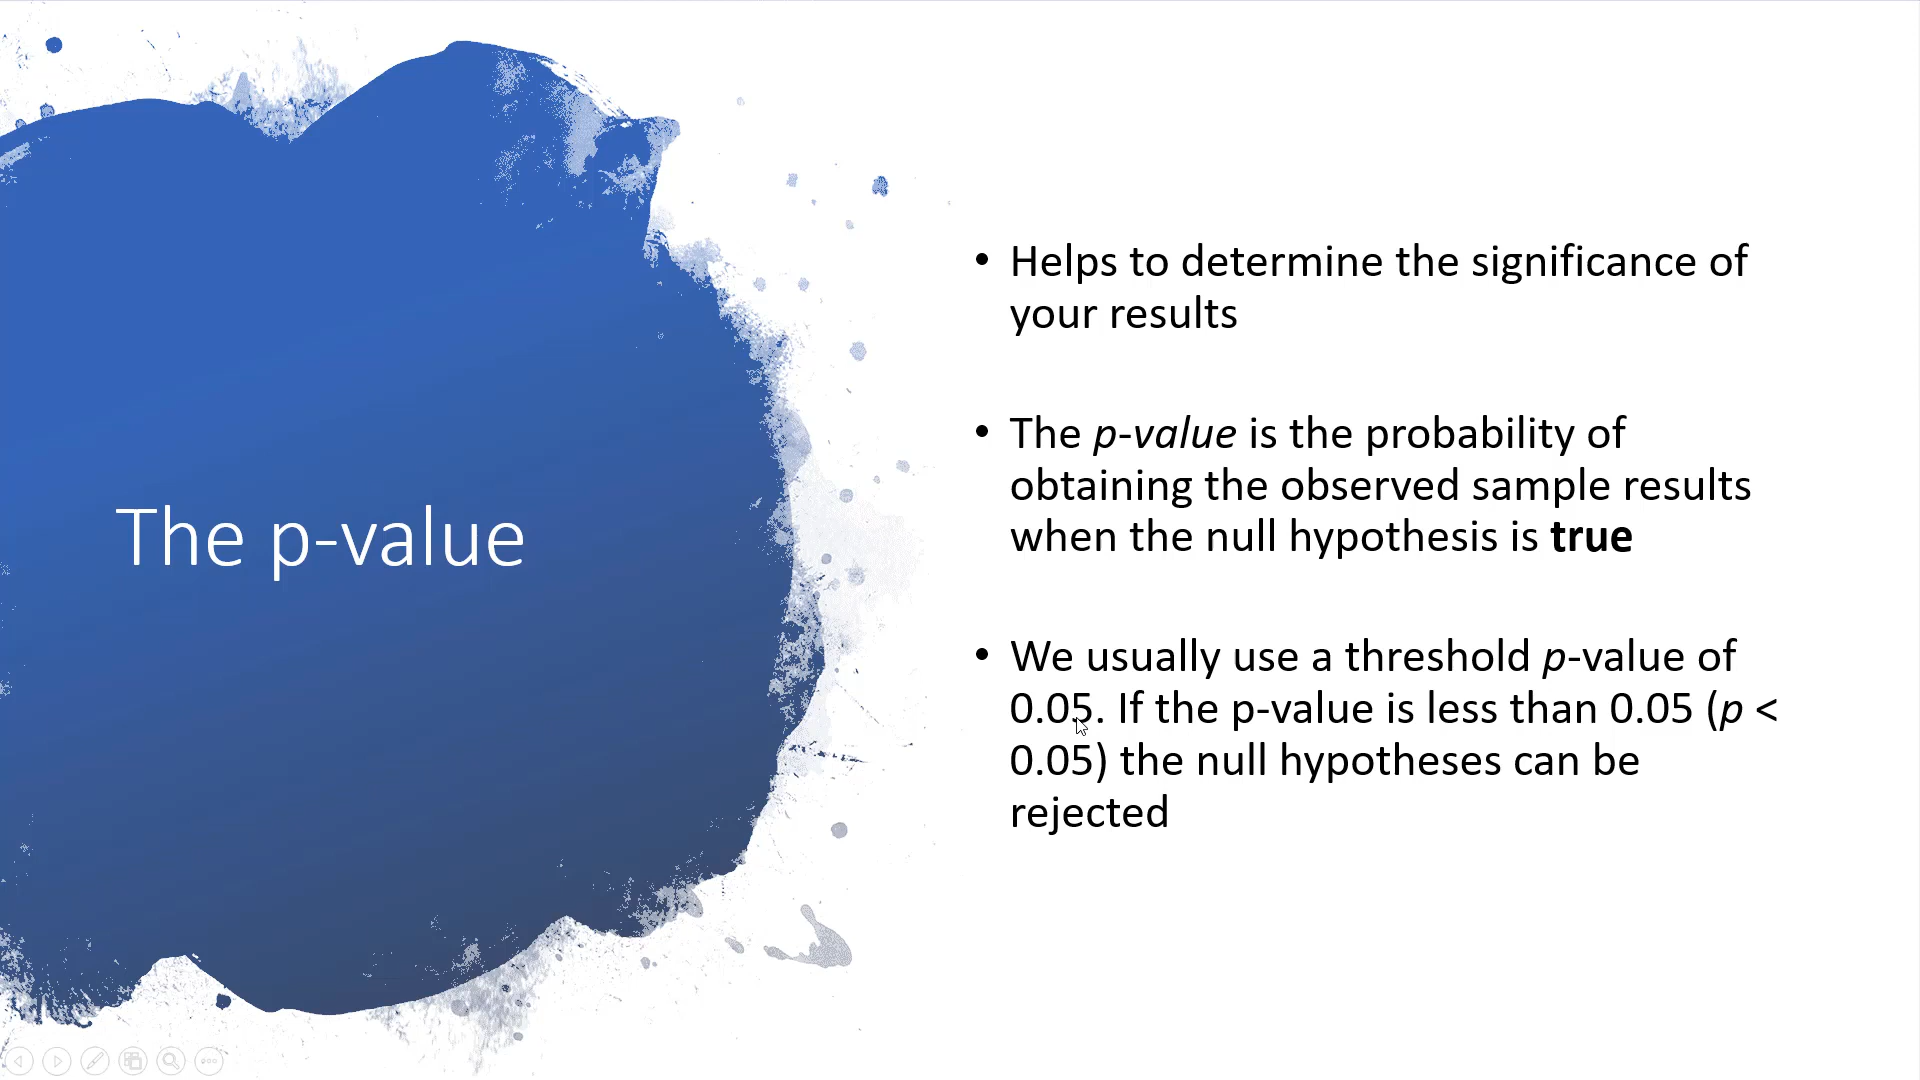 The p-value
• Helps to determine the significance of
your results
• The p-value is the probability of
obtaining the observed sample results
when the null hypothesis is true
• We usually use a threshold p-value of
0.05. If the p-value is less than 0.05 (p <
0.05) the null hypotheses can be
rejected